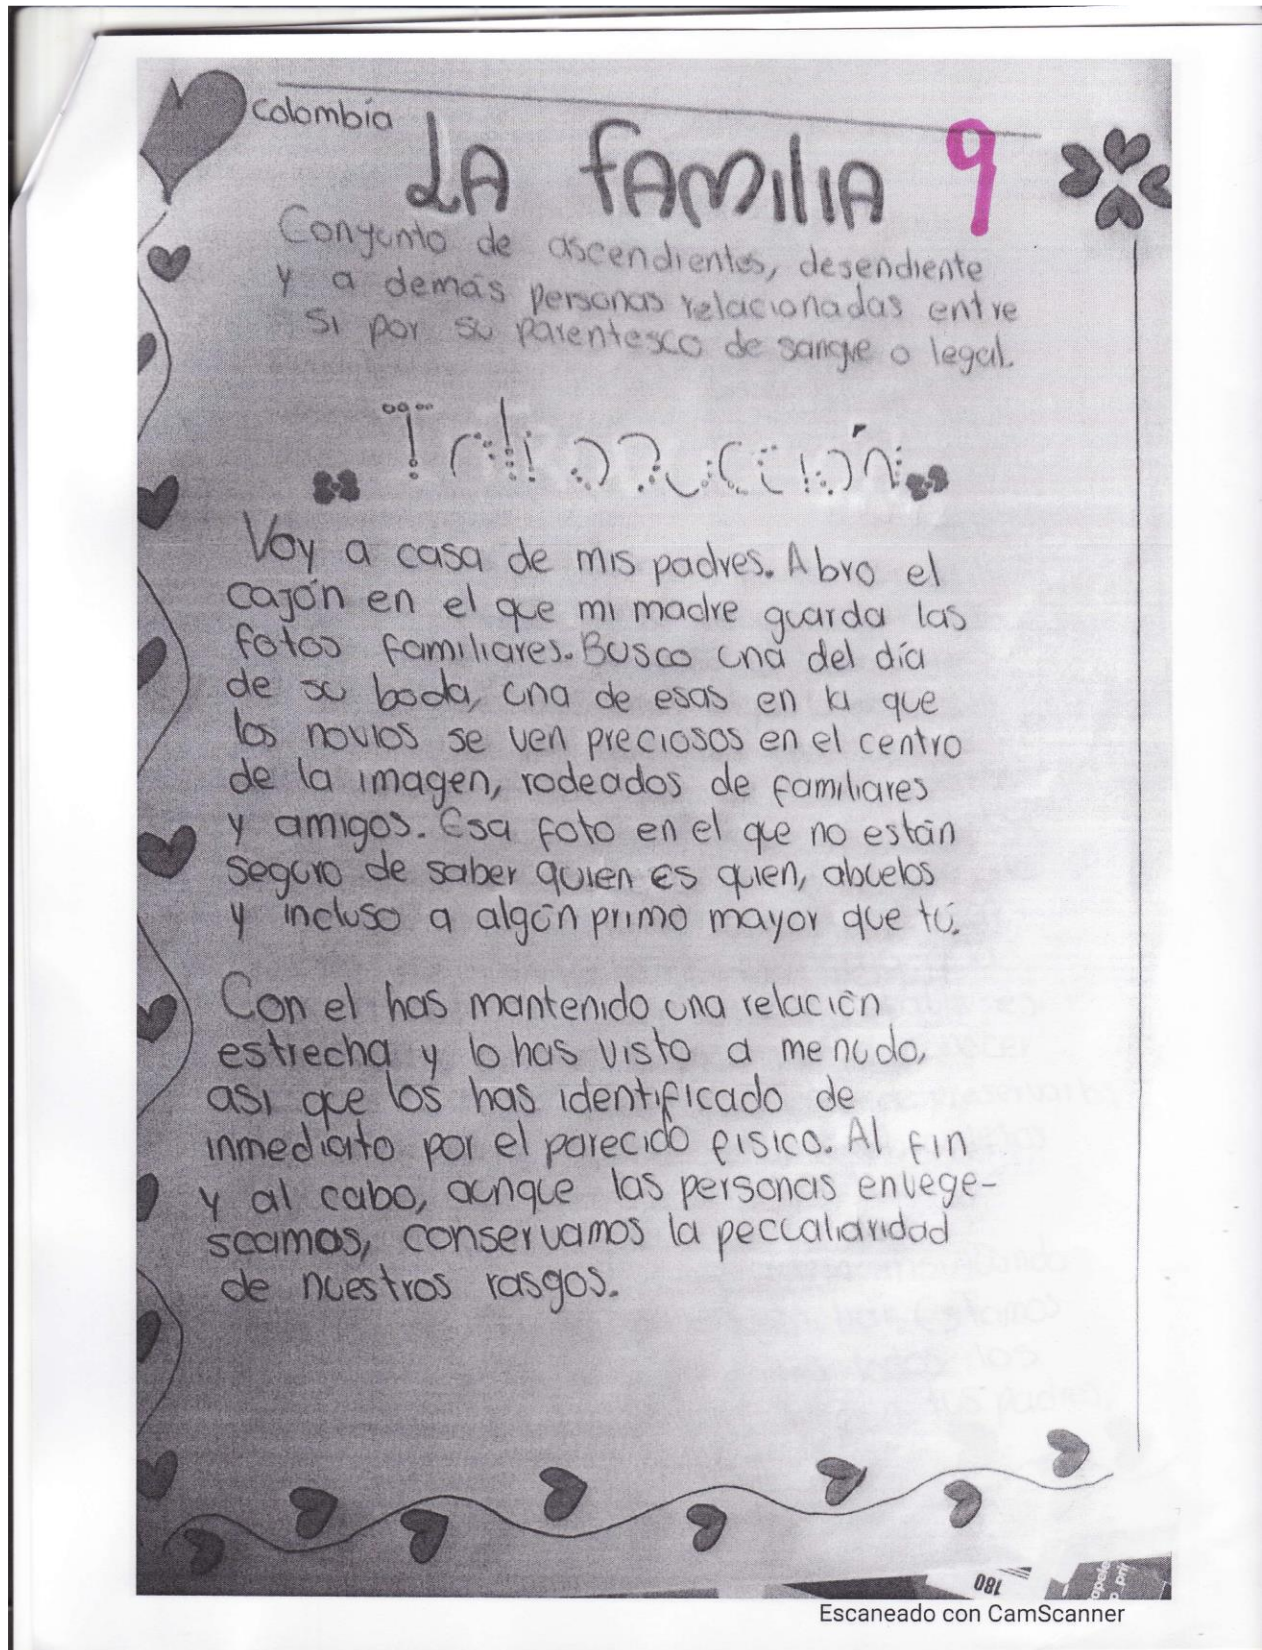 Colombia
LA FAMILIA 9
Conyunto de ascendientes, desendiente
y a demás personas relacionadas entre
si por su parentesco de sangre o legal.
Introducción
Voy a casa de mis padres. Abro el
cajón en el que mi madre guarda las
fotos familiares. Busco una del día
de su boda, una de esas en la que
los novios se ven preciosos en el centro
de la imagen, rodeados de familiares
y amigos. Esa foto en el que no están
seguro de saber quien es quien, abuelos
y incluso a algún primo mayor que tú.
Con el has mantenido una relación
estrecha y lo has visto a menudo,
asi que los has identificado de
inmediato por el parecido fisico. Al fin
y al cabo, aunque las personas envege-
scamos, conservamos la peculiaridad
de nuestros rasgos.
180
Escaneado con CamScanner